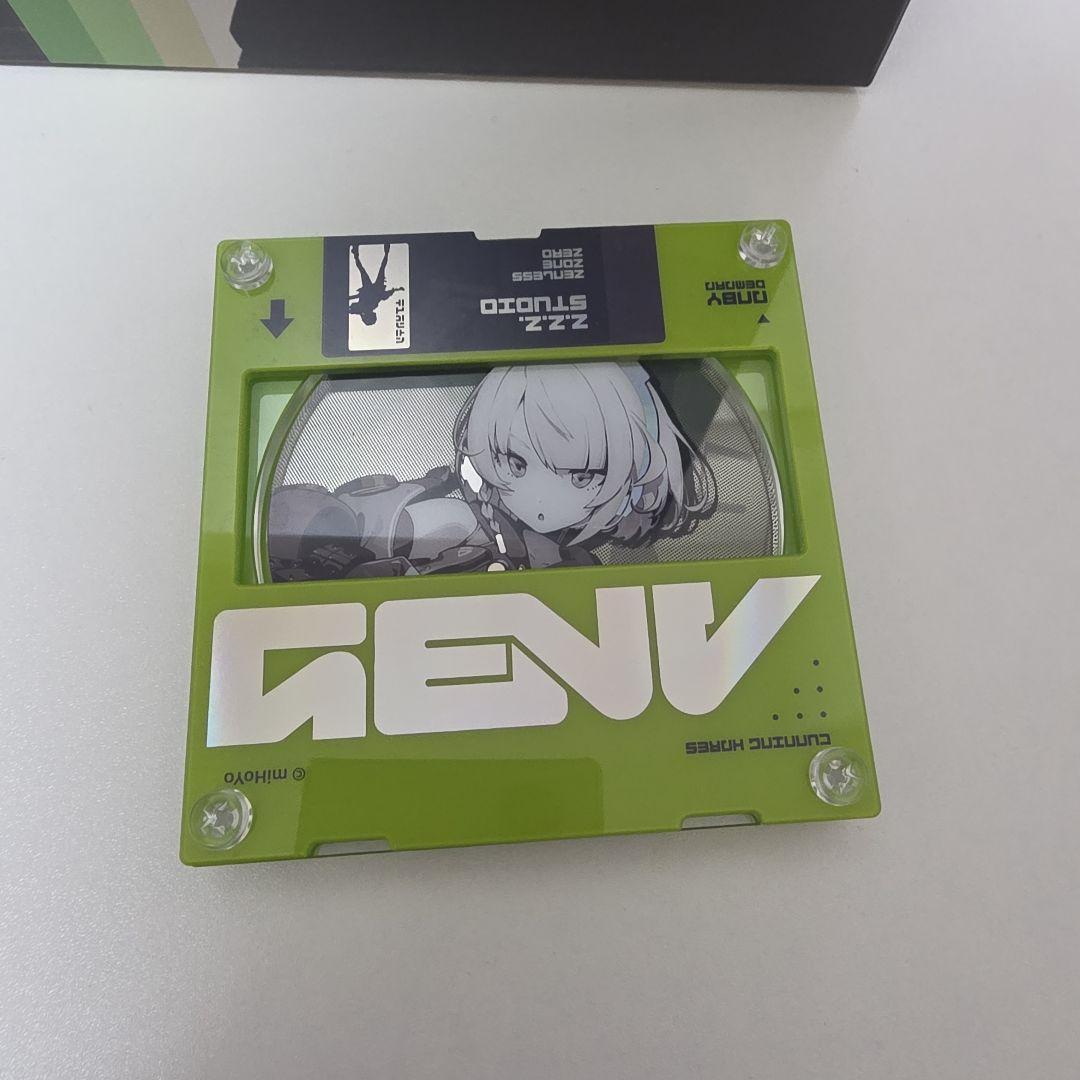 CUNNING HARES
© miHoYo
ANBY
ANBY
DEMARA
Z.Z.Z.
STUDIO
ZENLESS
ZONE
ZERO